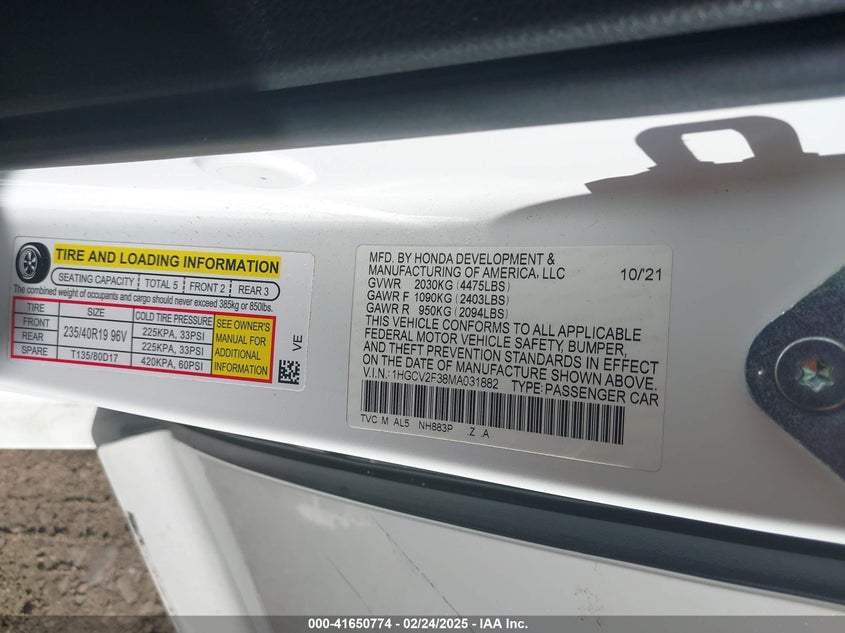 TIRE AND LOADING INFORMATION
SEATING CAPACITY TOTAL 5 FRONT 2 REAR 3
The combined weight of occupants and cargo should never exceed 385kg or 850lbs.
TIRE SIZE COLD TIRE PRESSURE
FRONT 235/40R19 96V 225KPA, 33PSI
REAR 225KPA, 33PSI
SPARE T135/80D17 420KPA, 60PSI
SEE OWNER'S
MANUAL FOR
ADDITIONAL
INFORMATION
VE
MFD. BY HONDA DEVELOPMENT &
MANUFACTURING OF AMERICA, LLC 10/21
GVWR 2030KG (4475LBS)
GAWR F 1090KG (2403LBS)
GAWR R 950KG (2094LBS)
THIS VEHICLE CONFORMS TO ALL APPLICABLE
FEDERAL MOTOR VEHICLE SAFETY, BUMPER,
AND THEFT PREVENTION STANDARDS IN EFFECT
ON THE DATE OF MANUFACTURE SHOWN ABOVE.
V.I.N.: 1HGCV2F38MA031882 TYPE: PASSENGER CAR
TVC M AL5 NH883P Z .A
000-41650774 - 02/24/2025 - IAA Inc.